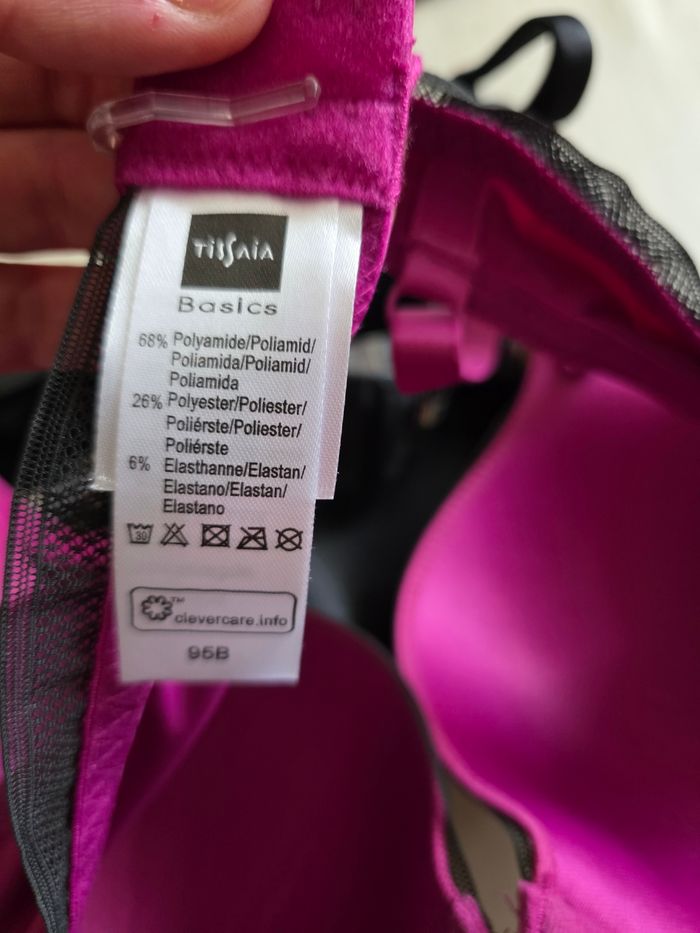 TISSAIA
Basics
68% Polyamide/Poliamid/
Poliamida/Poliamid/
Poliamida
26% Polyester/Poliester/
Poliérste/Poliester/
Poliérste
6% Elasthanne/Elastan/
Elastano/Elastan/
Elastano
30
TM
clevercare.info
95B